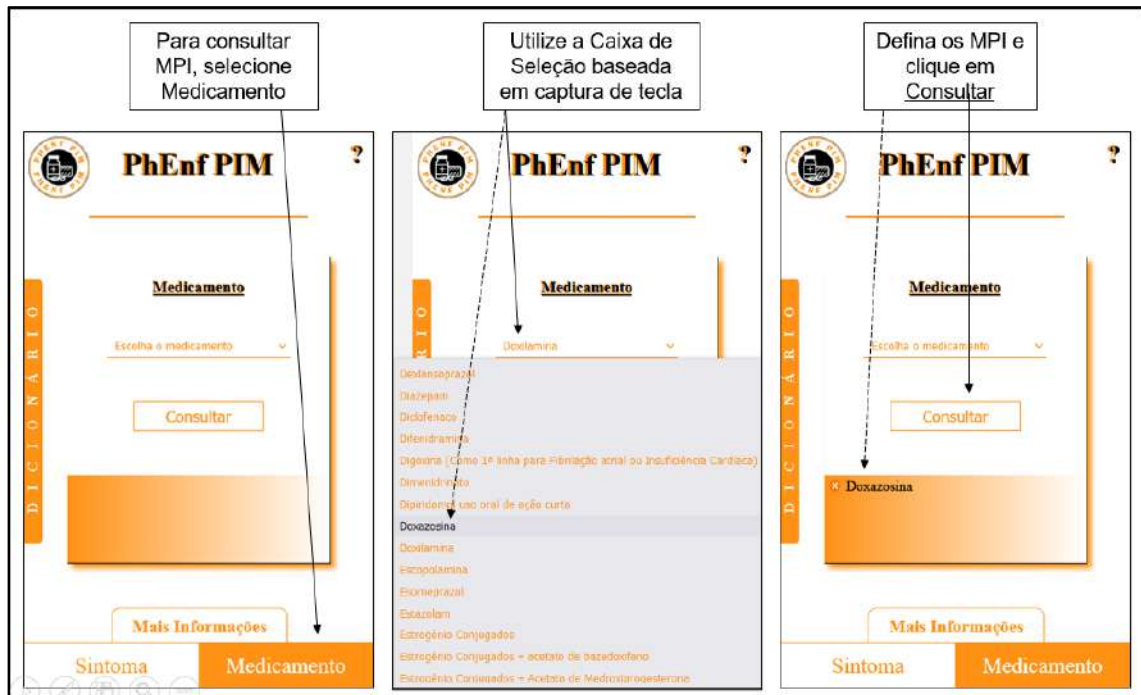 Para consultar
MPI, selecione
Medicamento
Utilize a Caixa de
Seleção baseada
em captura de tecla
Defina os MPI e
clique em
Consultar
PhEnf PIM
?
Medicamento
Escolha o medicamento
Consultar
DICIONÁRIO
Mais Informações
Sintoma
Medicamento
PHENF PIM
PhEnf PIM
?
Medicamento
RIO
Doxilamina
Dexlansoprazol
Diazepam
Diclofenaco
Difenidramina
Digoxina (Como 1ª linha para Fibrilação atrial ou Insuficiência Cardíaca)
Dimenidrinato
Dipiridamol uso oral de ação curta
Doxazosina
Doxilamina
Escopolamina
Esomeprazol
Estazolam
Estrogênio Conjugados
Estrogênio Conjugados + acetato de bazedoxifeno
Estrogênio Conjugados + Acetato de Medroxiprogesterona
PhEnf PIM
?
Medicamento
Escolha o medicamento
Consultar
Doxazosina
DICIONÁRIO
Mais Informações
Sintoma
Medicamento